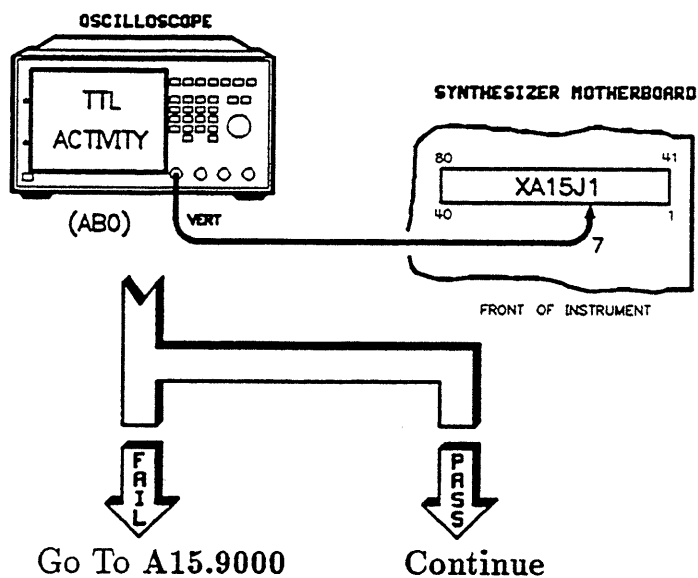 OSCILLOSCOPE
TTL
ACTIVITY
(AB0)
VERT
SYNTHESIZER MOTHERBOARD
80
41
XA15J1
40
1
7
FRONT OF INSTRUMENT
FAIL
PASS
Go To A15.9000
Continue